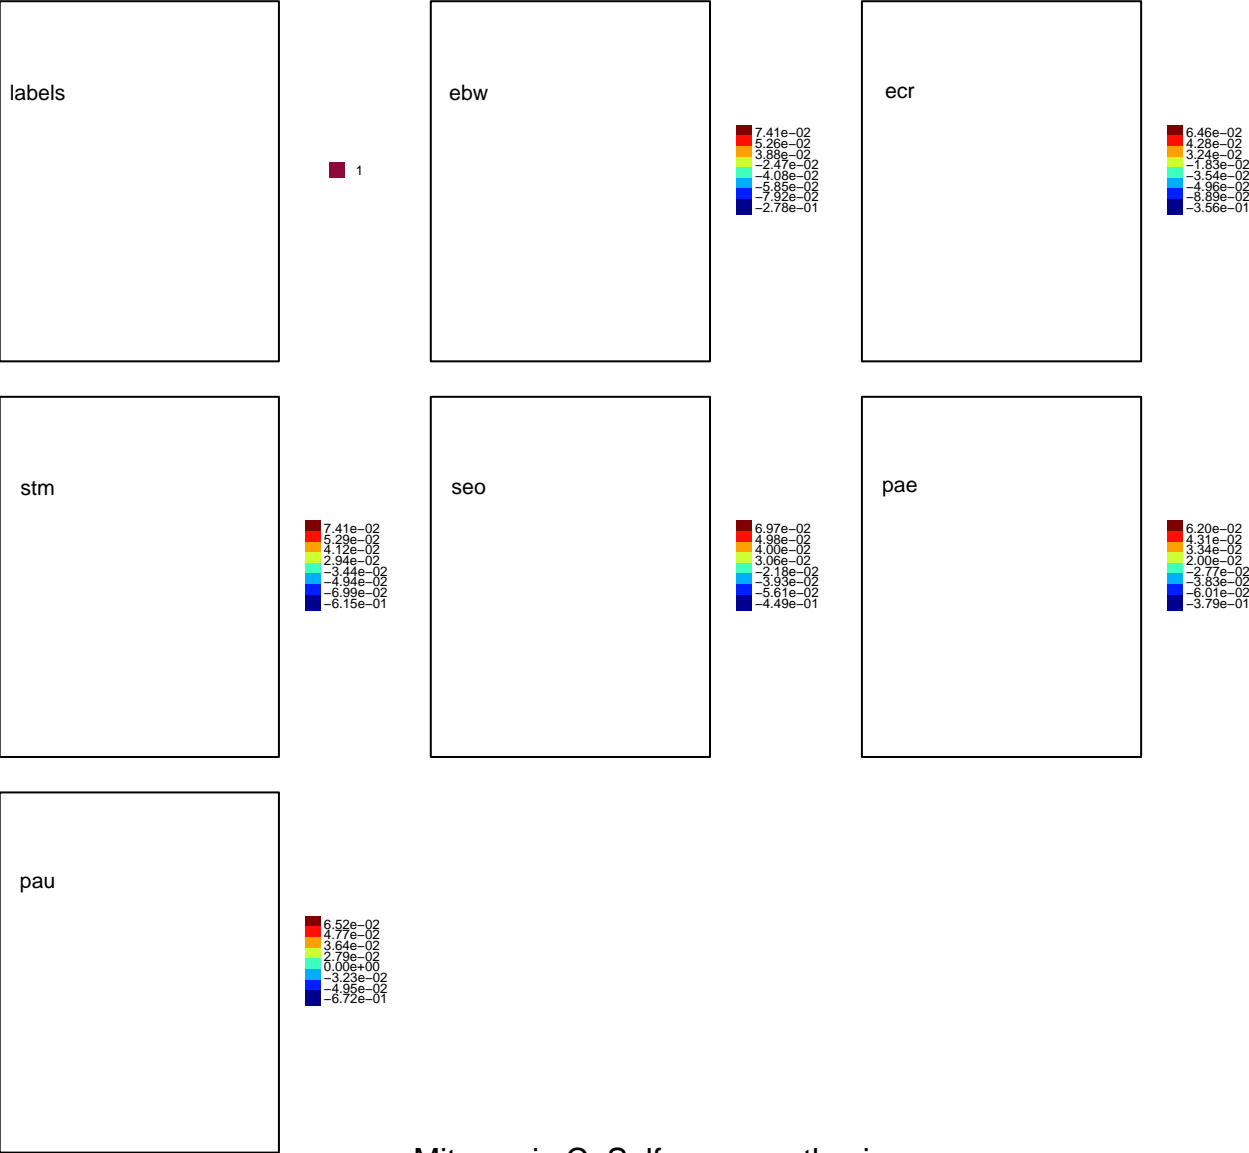 labels
1
ebw
7.41e−02
5.26e−02
3.88e−02
−2.47e−02
−4.08e−02
−5.85e−02
−7.92e−02
−2.78e−01
ecr
6.46e−02
4.28e−02
3.24e−02
−1.83e−02
−3.54e−02
−4.96e−02
−8.89e−02
−3.56e−01
stm
7.41e−02
5.29e−02
4.12e−02
2.94e−02
−3.44e−02
−4.94e−02
−6.99e−02
−6.15e−01
seo
6.97e−02
4.98e−02
4.00e−02
3.06e−02
−2.18e−02
−3.93e−02
−5.61e−02
−4.49e−01
pae
6.20e−02
4.31e−02
3.34e−02
2.00e−02
−2.77e−02
−3.83e−02
−6.01e−02
−3.79e−01
pau
6.52e−02
4.77e−02
3.64e−02
2.79e−02
0.00e+00
−3.23e−02
−4.95e−02
−6.72e−01